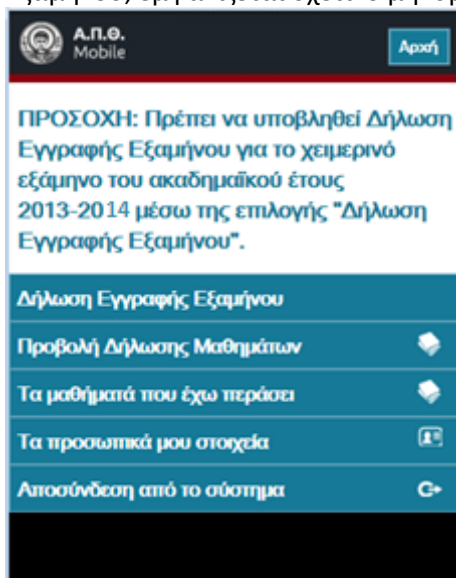 Α.Π.Θ.
Mobile
Αρχή
ΠΡΟΣΟΧΗ: Πρέπει να υποβληθεί Δήλωση
Εγγραφής Εξαμήνου για το χειμερινό
εξάμηνο του ακαδημαϊκού έτους
2013-2014 μέσω της επιλογής "Δήλωση
Εγγραφής Εξαμήνου".
Δήλωση Εγγραφής Εξαμήνου
Προβολή Δήλωσης Μαθημάτων
Τα μαθήματά που έχω περάσει
Τα προσωπικά μου στοιχεία
Αποσύνδεση από το σύστημα